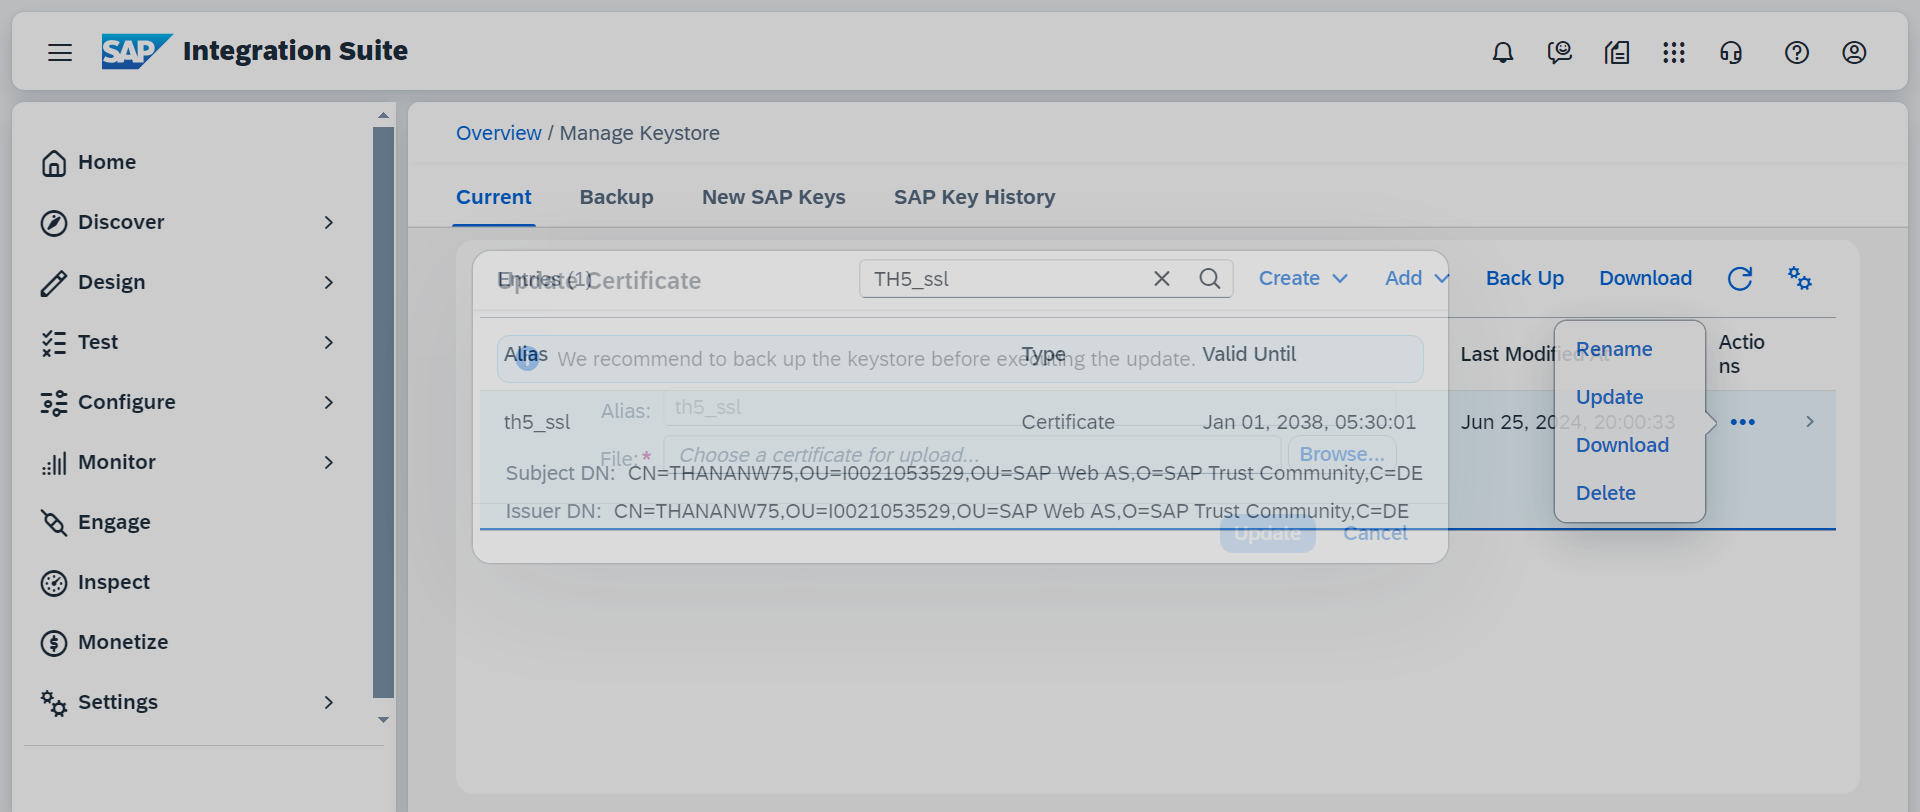 SAP Integration Suite
Home
Discover
Design
Test
Configure
Monitor
Engage
Inspect
Monetize
Settings
Overview / Manage Keystore
Current Backup New SAP Keys SAP Key History
Entries (1)
Update Certificate
TH5_ssl
Create Add Back Up Download
Alias Type Valid Until Last Modified At Actions
We recommend to back up the keystore before executing the update.
th5_ssl Certificate Jan 01, 2038, 05:30:01 Jun 25, 2024, 20:00:33
Alias: th5_ssl
File:* Choose a certificate for upload... Browse...
Subject DN: CN=THANANW75,OU=I0021053529,OU=SAP Web AS,O=SAP Trust Community,C=DE
Issuer DN: CN=THANANW75,OU=I0021053529,OU=SAP Web AS,O=SAP Trust Community,C=DE
Update Cancel
Rename
Update
Download
Delete